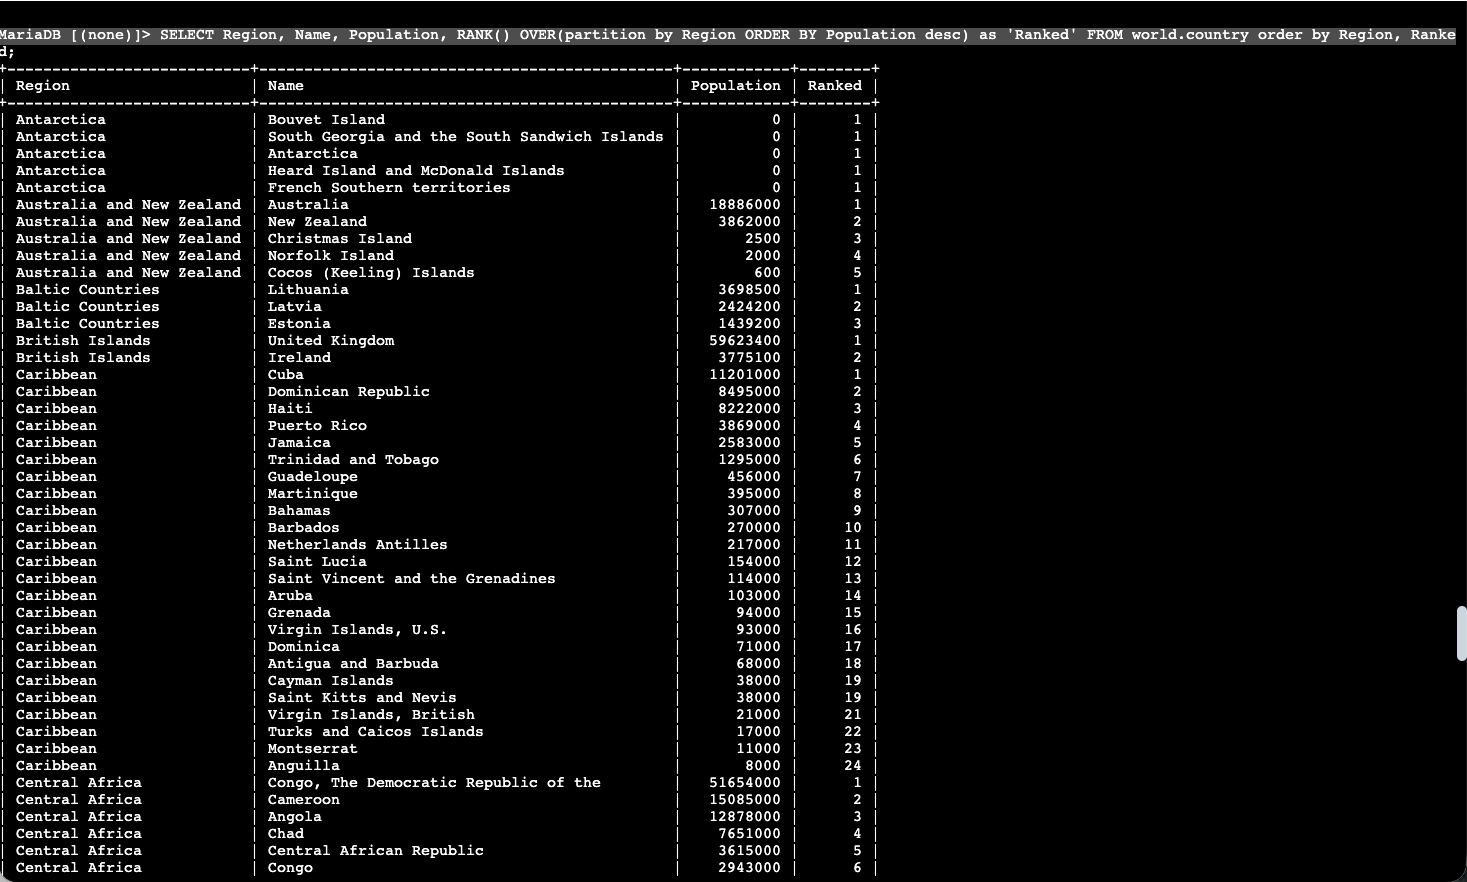 MariaDB [(none)]> SELECT Region, Name, Population, RANK() OVER(partition by Region ORDER BY Population desc) as 'Ranked' FROM world.country order by Region, Ranke
d;
+---------------------------+----------------------------------------------+------------+--------+
| Region | Name | Population | Ranked |
+---------------------------+----------------------------------------------+------------+--------+
| Antarctica | Bouvet Island | 0 | 1 |
| Antarctica | South Georgia and the South Sandwich Islands | 0 | 1 |
| Antarctica | Antarctica | 0 | 1 |
| Antarctica | Heard Island and McDonald Islands | 0 | 1 |
| Antarctica | French Southern territories | 0 | 1 |
| Australia and New Zealand | Australia | 18886000 | 1 |
| Australia and New Zealand | New Zealand | 3862000 | 2 |
| Australia and New Zealand | Christmas Island | 2500 | 3 |
| Australia and New Zealand | Norfolk Island | 2000 | 4 |
| Australia and New Zealand | Cocos (Keeling) Islands | 600 | 5 |
| Baltic Countries | Lithuania | 3698500 | 1 |
| Baltic Countries | Latvia | 2424200 | 2 |
| Baltic Countries | Estonia | 1439200 | 3 |
| British Islands | United Kingdom | 59623400 | 1 |
| British Islands | Ireland | 3775100 | 2 |
| Caribbean | Cuba | 11201000 | 1 |
| Caribbean | Dominican Republic | 8495000 | 2 |
| Caribbean | Haiti | 8222000 | 3 |
| Caribbean | Puerto Rico | 3869000 | 4 |
| Caribbean | Jamaica | 2583000 | 5 |
| Caribbean | Trinidad and Tobago | 1295000 | 6 |
| Caribbean | Guadeloupe | 456000 | 7 |
| Caribbean | Martinique | 395000 | 8 |
| Caribbean | Bahamas | 307000 | 9 |
| Caribbean | Barbados | 270000 | 10 |
| Caribbean | Netherlands Antilles | 217000 | 11 |
| Caribbean | Saint Lucia | 154000 | 12 |
| Caribbean | Saint Vincent and the Grenadines | 114000 | 13 |
| Caribbean | Aruba | 103000 | 14 |
| Caribbean | Grenada | 94000 | 15 |
| Caribbean | Virgin Islands, U.S. | 93000 | 16 |
| Caribbean | Dominica | 71000 | 17 |
| Caribbean | Antigua and Barbuda | 68000 | 18 |
| Caribbean | Cayman Islands | 38000 | 19 |
| Caribbean | Saint Kitts and Nevis | 38000 | 19 |
| Caribbean | Virgin Islands, British | 21000 | 21 |
| Caribbean | Turks and Caicos Islands | 17000 | 22 |
| Caribbean | Montserrat | 11000 | 23 |
| Caribbean | Anguilla | 8000 | 24 |
| Central Africa | Congo, The Democratic Republic of the | 51654000 | 1 |
| Central Africa | Cameroon | 15085000 | 2 |
| Central Africa | Angola | 12878000 | 3 |
| Central Africa | Chad | 7651000 | 4 |
| Central Africa | Central African Republic | 3615000 | 5 |
| Central Africa | Congo | 2943000 | 6 |